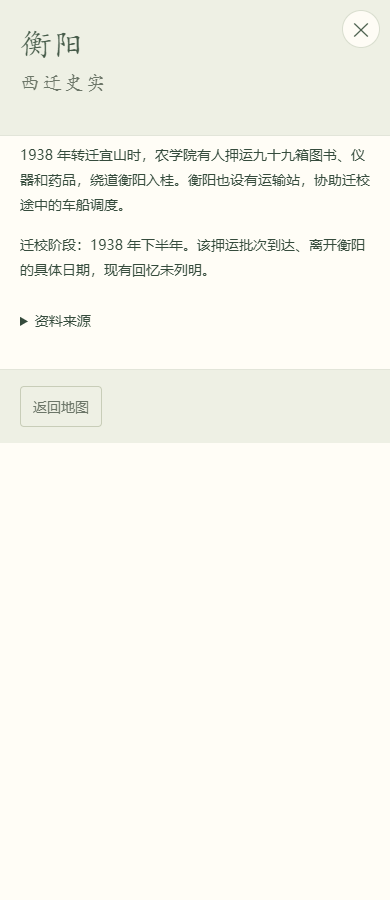 衡阳
西迁史实
1938 年转迁宜山时，农学院有人押运九十九箱图书、仪
器和药品，绕道衡阳入桂。衡阳也设有运输站，协助迁校
途中的车船调度。
迁校阶段：1938 年下半年。该押运批次到达、离开衡阳
的具体日期，现有回忆未列明。
▶ 资料来源
返回地图